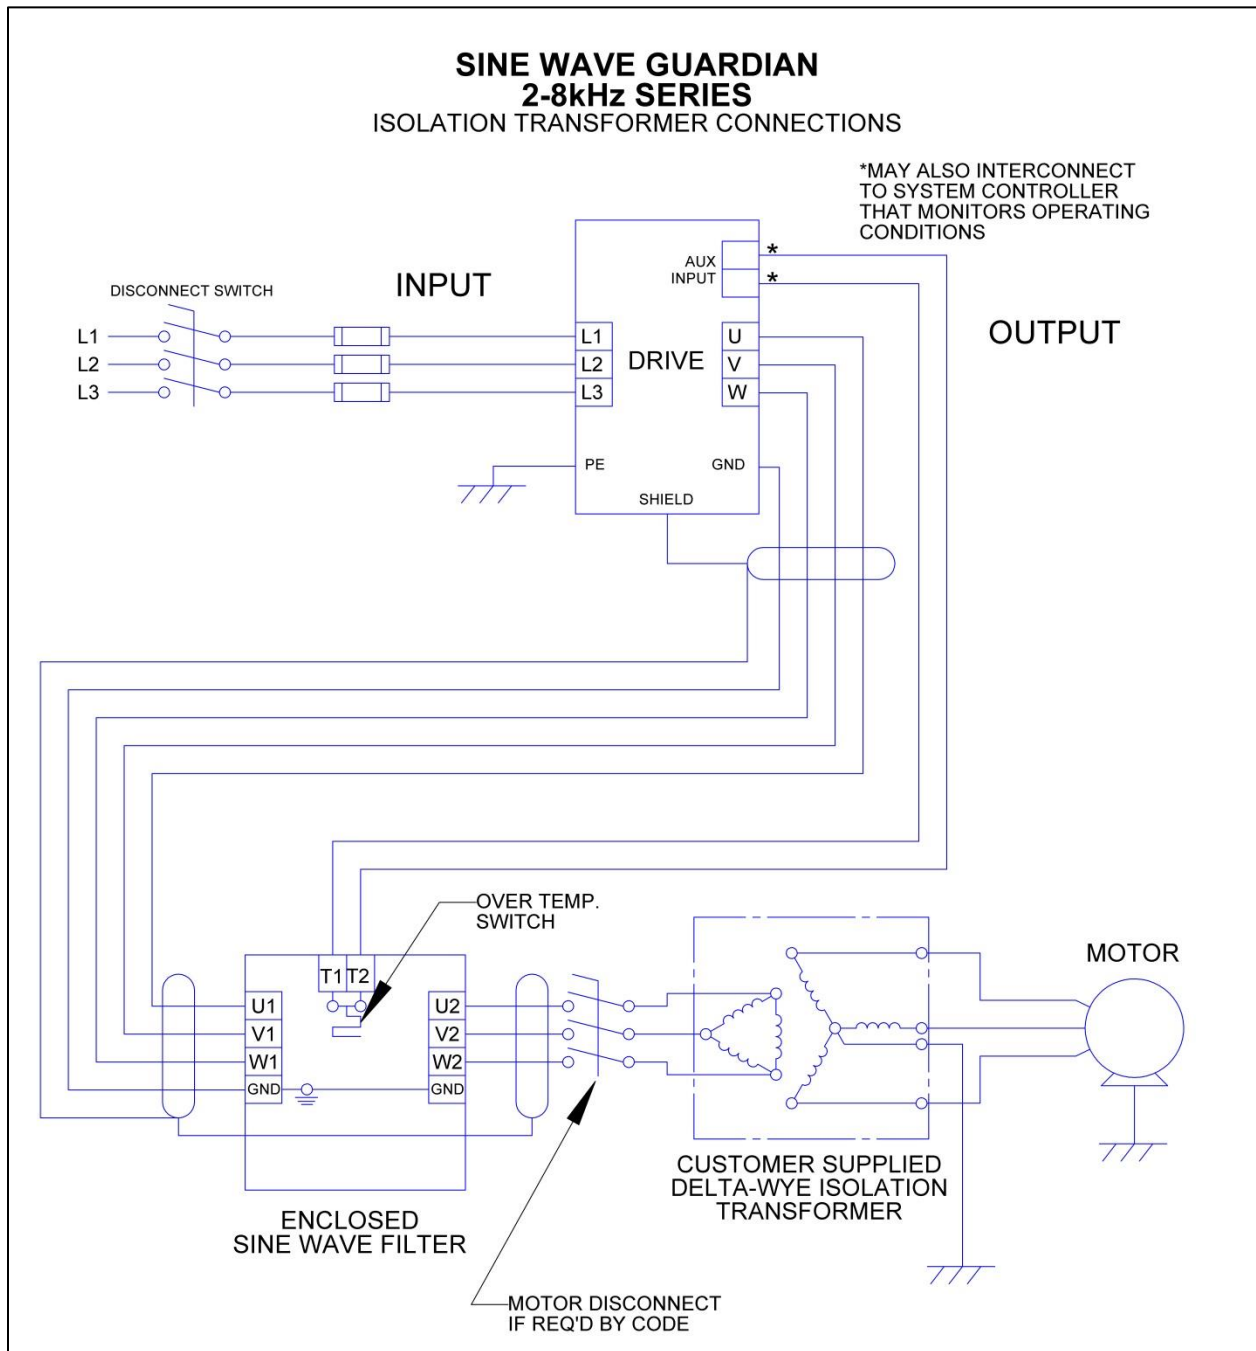 SINE WAVE GUARDIAN
2-8kHz SERIES
ISOLATION TRANSFORMER CONNECTIONS
*MAY ALSO INTERCONNECT
TO SYSTEM CONTROLLER
THAT MONITORS OPERATING
CONDITIONS
INPUT
DISCONNECT SWITCH
AUX
INPUT
*
*
OUTPUT
L1
L2
L3
L1
L2
L3
DRIVE
U
V
W
PE
GND
SHIELD
OVER TEMP.
SWITCH
T1 T2
U1
V1
W1
GND
U2
V2
W2
GND
MOTOR
ENCLOSED
SINE WAVE FILTER
CUSTOMER SUPPLIED
DELTA-WYE ISOLATION
TRANSFORMER
MOTOR DISCONNECT
IF REQ'D BY CODE